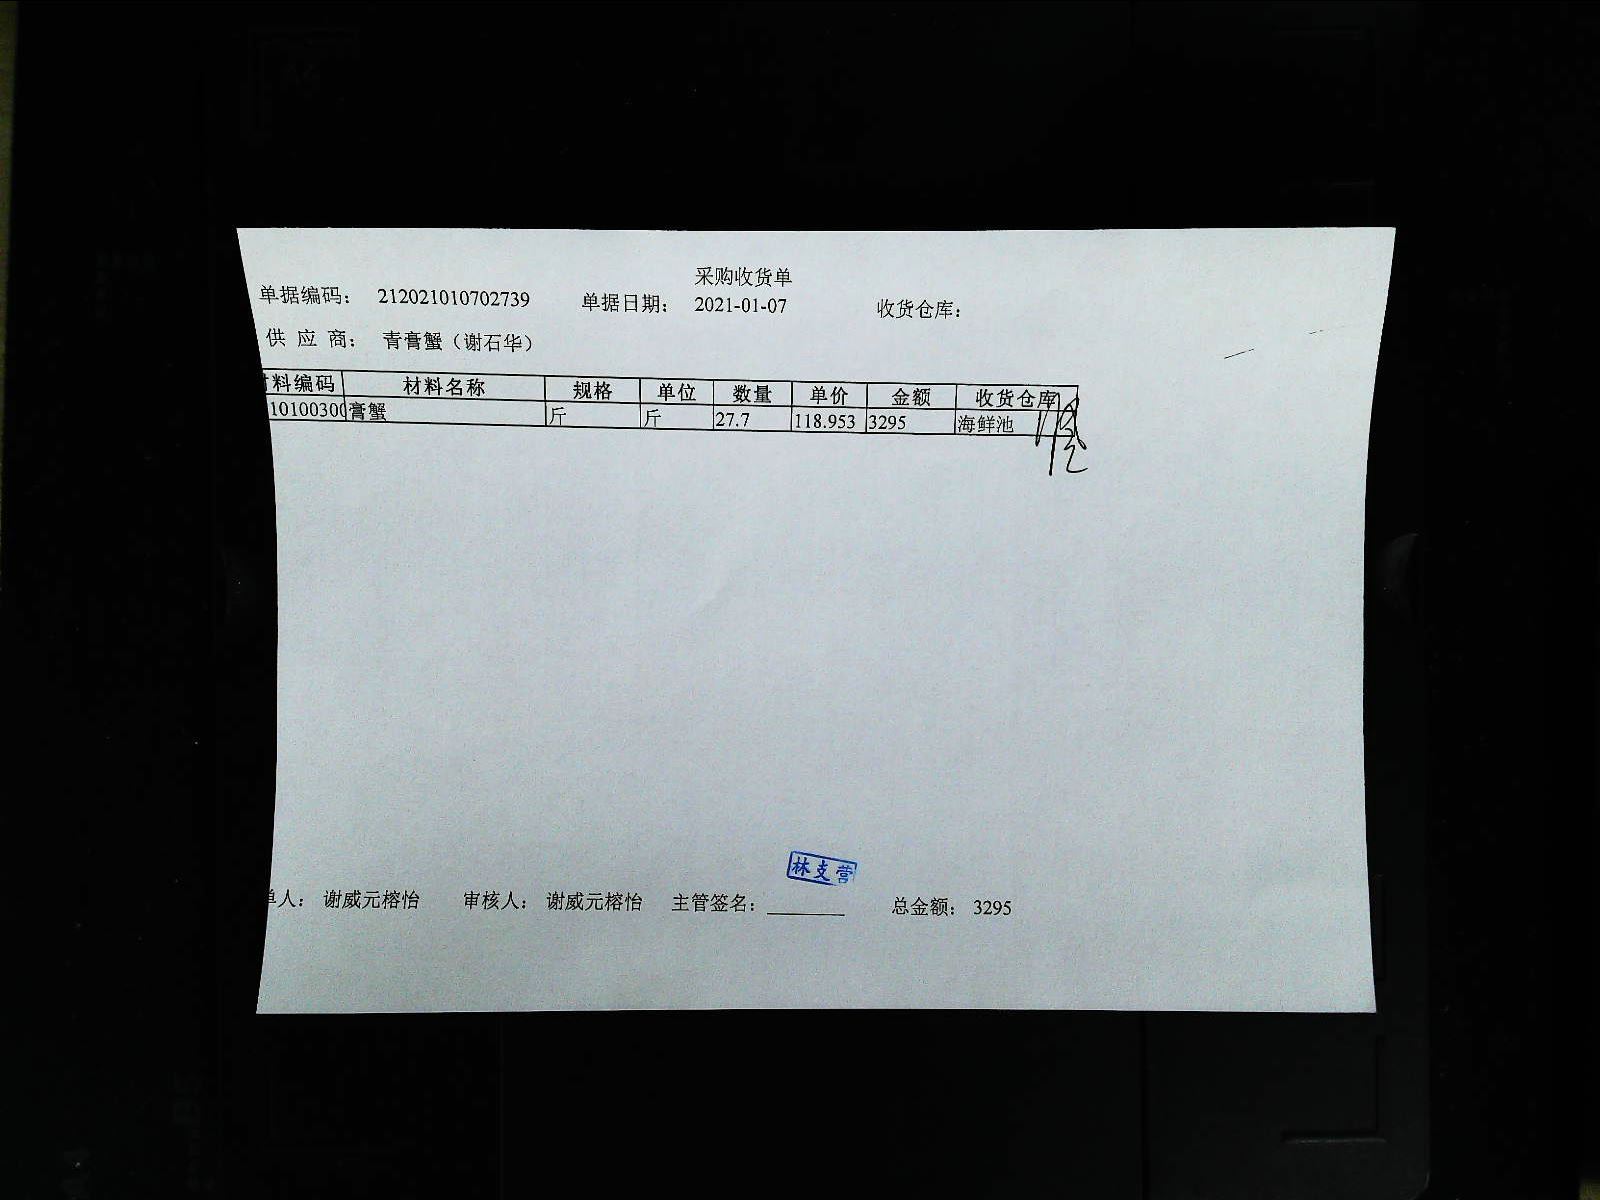 采购收货单
单据编码： 212021010702739 单据日期： 2021-01-07 收货仓库：
供 应 商： 青膏蟹（谢石华）
料编码 材料名称 规格 单位 数量 单价 金额 收货仓库
10100300 膏蟹 斤 斤 27.7 118.953 3295 海鲜池
林支营
单人： 谢威元榕怡 审核人： 谢威元榕怡 主管签名： 总金额： 3295